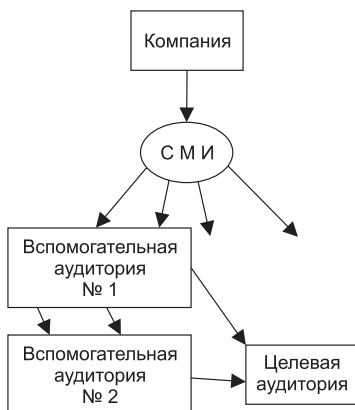 Компания
С М И
Вспомогательная
аудитория
№ 1
Вспомогательная
аудитория
№ 2
Целевая
аудитория